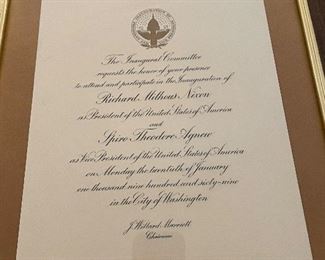 The Inaugural Committee
requests the honor of your presence
to attend and participate in the Inauguration of
Richard Milhous Nixon
as President of the United States of America
and
Spiro Theodore Agnew
as Vice President of the United States of America
on Monday the twentieth of January
one thousand nine hundred and sixty-nine
in the City of Washington
J. Willard Marriott
Chairman